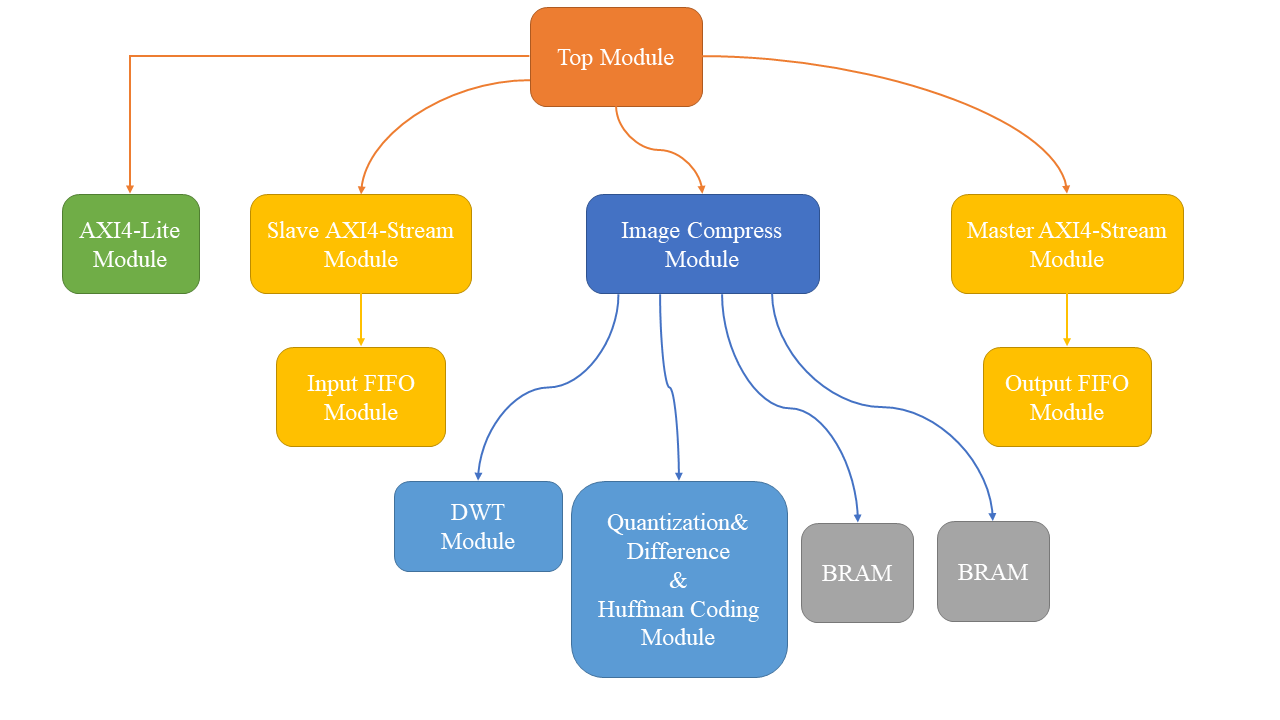 Top Module
AXI4-Lite
Module
Slave AXI4-Stream
Module
Image Compress
Module
Master AXI4-Stream
Module
Input FIFO
Module
Output FIFO
Module
DWT
Module
Quantization&
Difference
&
Huffman Coding
Module
BRAM
BRAM